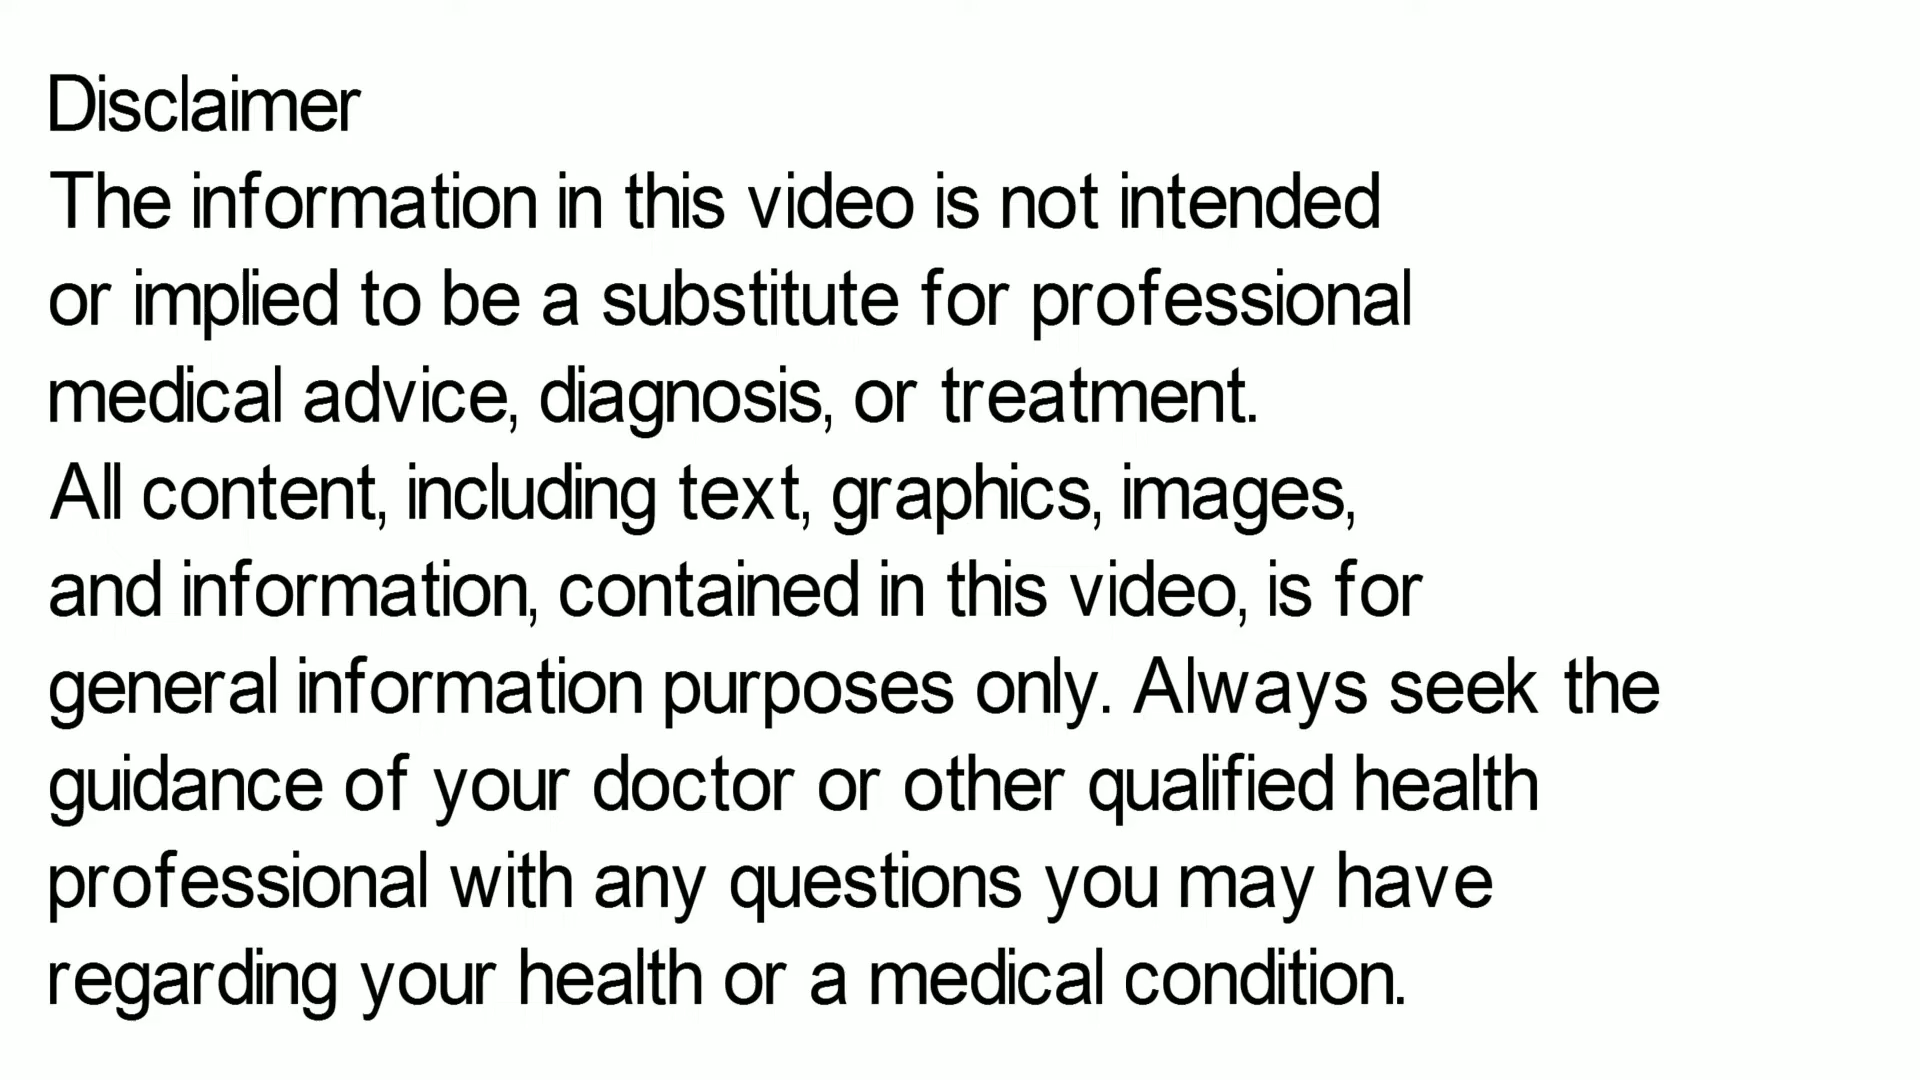 Disclaimer
The information in this video is not intended
or implied to be a substitute for professional
medical advice, diagnosis, or treatment.
All content, including text, graphics, images,
and information, contained in this video, is for
general information purposes only. Always seek the
guidance of your doctor or other qualified health
professional with any questions you may have
regarding your health or a medical condition.